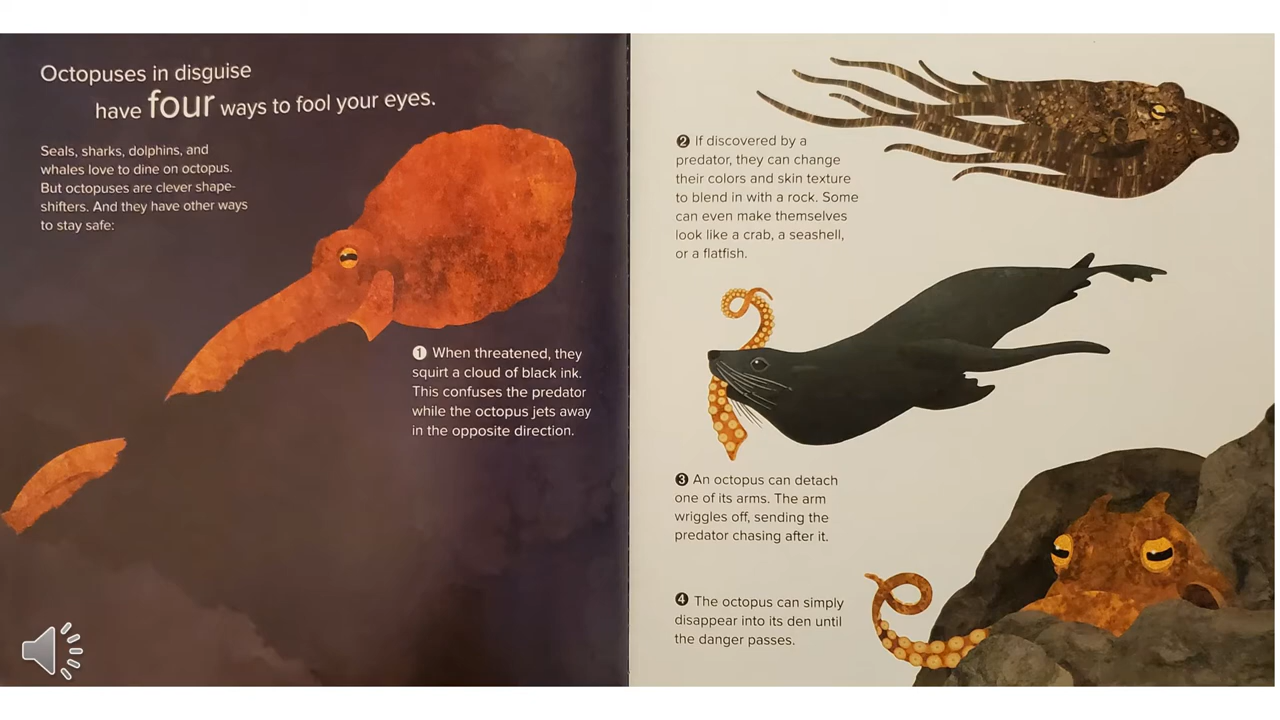 Octopuses in disguise
have four ways to fool your eyes.
Seals, sharks, dolphins, and
whales love to dine on octopus.
But octopuses are clever shape-
shifters. And they have other ways
to stay safe:
1 When threatened, they
squirt a cloud of black ink.
This confuses the predator
while the octopus jets away
in the opposite direction.
2 If discovered by a
predator, they can change
their colors and skin texture
to blend in with a rock. Some
can even make themselves
look like a crab, a seashell,
or a flatfish.
3 An octopus can detach
one of its arms. The arm
wriggles off, sending the
predator chasing after it.
4 The octopus can simply
disappear into its den until
the danger passes.